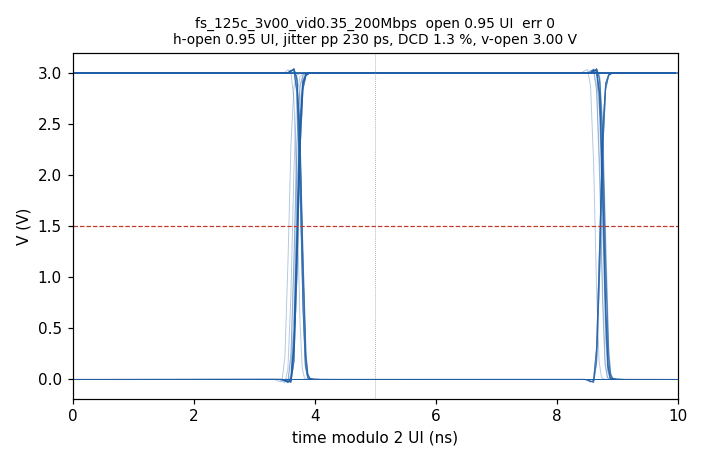 fs_125c_3v00_vid0.35_200Mbps  open 0.95 UI  err 0
h-open 0.95 UI, jitter pp 230 ps, DCD 1.3 %, v-open 3.00 V
3.0
2.5
2.0
1.5
1.0
0.5
0.0
V (V)
0 2 4 6 8 10
time modulo 2 UI (ns)